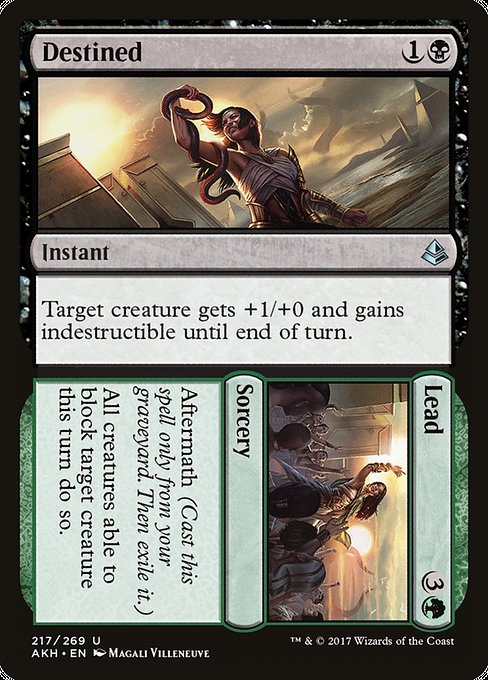 Destined 1
Instant
Target creature gets +1/+0 and gains
indestructible until end of turn.
Lead 3
Sorcery
Aftermath (Cast this
spell only from your
graveyard. Then exile it.)
All creatures able to
block target creature
this turn do so.
217/269 U
AKH • EN Magali Villeneuve
™ & © 2017 Wizards of the Coast